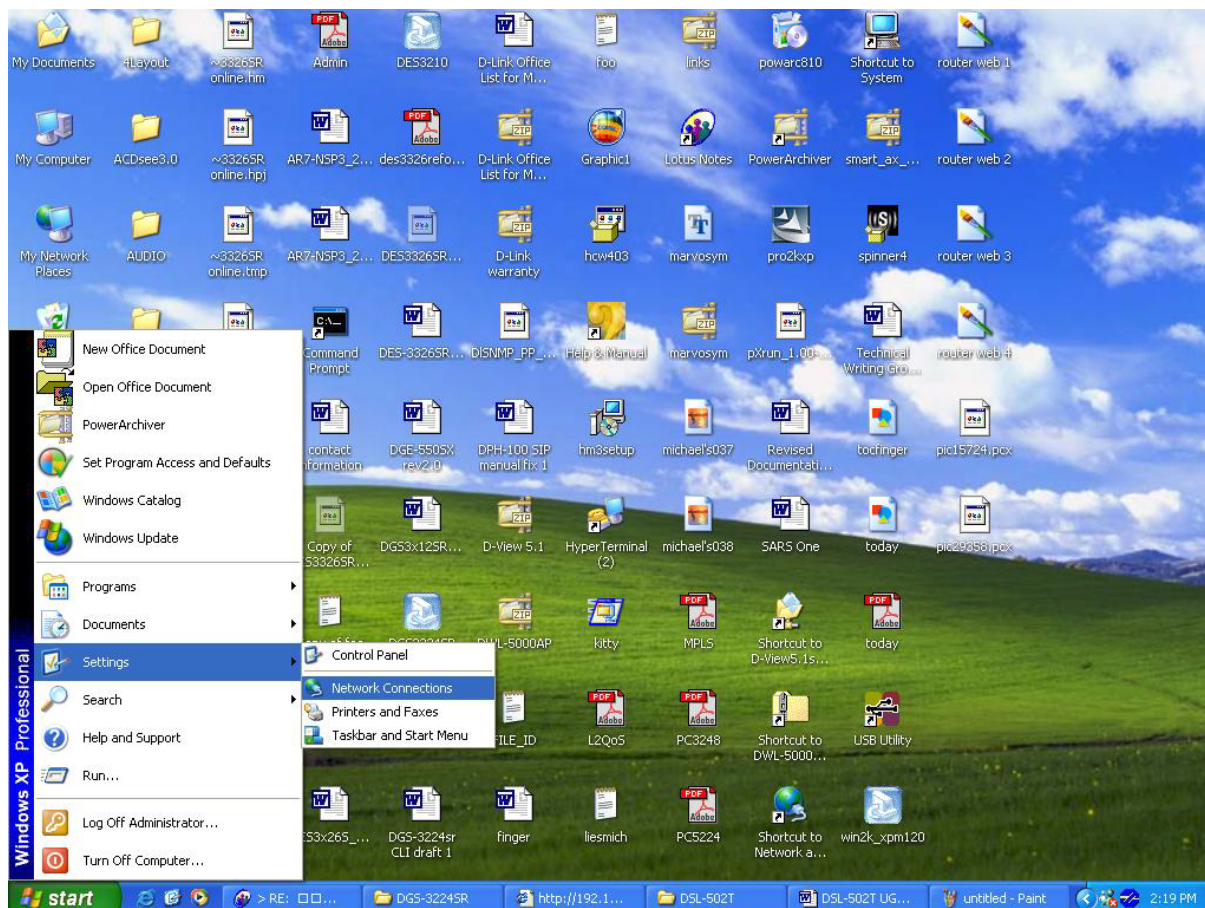 My Documents
4Layout
~3326SR online.hm
Admin
DES3210
D-Link Office List for M...
foo
links
powarc810
Shortcut to System
router web 1
My Computer
ACDsee3.0
~3326SR online.hpj
AR7-NSP3_2...
des3326refo...
D-Link Office List for M...
Graphic1
Lotus Notes
PowerArchiver
smart_ax_...
router web 2
My Network Places
AUDIO
~3326SR online.tmp
AR7-NSP3_2...
DES3326SR...
D-Link warranty
hcw403
marvosym
pro2kxp
spinner4
router web 3
Command Prompt
DES-3326SR...
DlSNMP_PP_...
Help & Manual
marvosym
pXrun_1.00-...
Technical Writing Gro...
router web 4
contact information
DGE-550SX rev2.0
DPH-100 SIP manual fix 1
hm3setup
michael's037
Revised Documentati...
tocfinger
pic15724.pcx
Copy of
S3326SR...
DGS3x12SR...
D-View 5.1
HyperTerminal (2)
michael's038
SARS One
today
pic29358.pcx
DWL-5000AP
kitty
MPLS
Shortcut to D-View5.1s...
today
FILE_ID
L2QoS
PC3248
Shortcut to DWL-5000...
USB Utility
S3x26S_...
DGS-3224sr CLI draft 1
finger
liesmich
PC5224
Shortcut to Network a...
win2k_xpm120
New Office Document
Open Office Document
PowerArchiver
Set Program Access and Defaults
Windows Catalog
Windows Update
Programs
Documents
Settings
Search
Help and Support
Run...
Log Off Administrator...
Turn Off Computer...
Windows XP Professional
Control Panel
Network Connections
Printers and Faxes
Taskbar and Start Menu
start
> RE: □□...
DGS-3224SR
http://192.1...
DSL-502T
DSL-502T UG...
untitled - Paint
2:19 PM